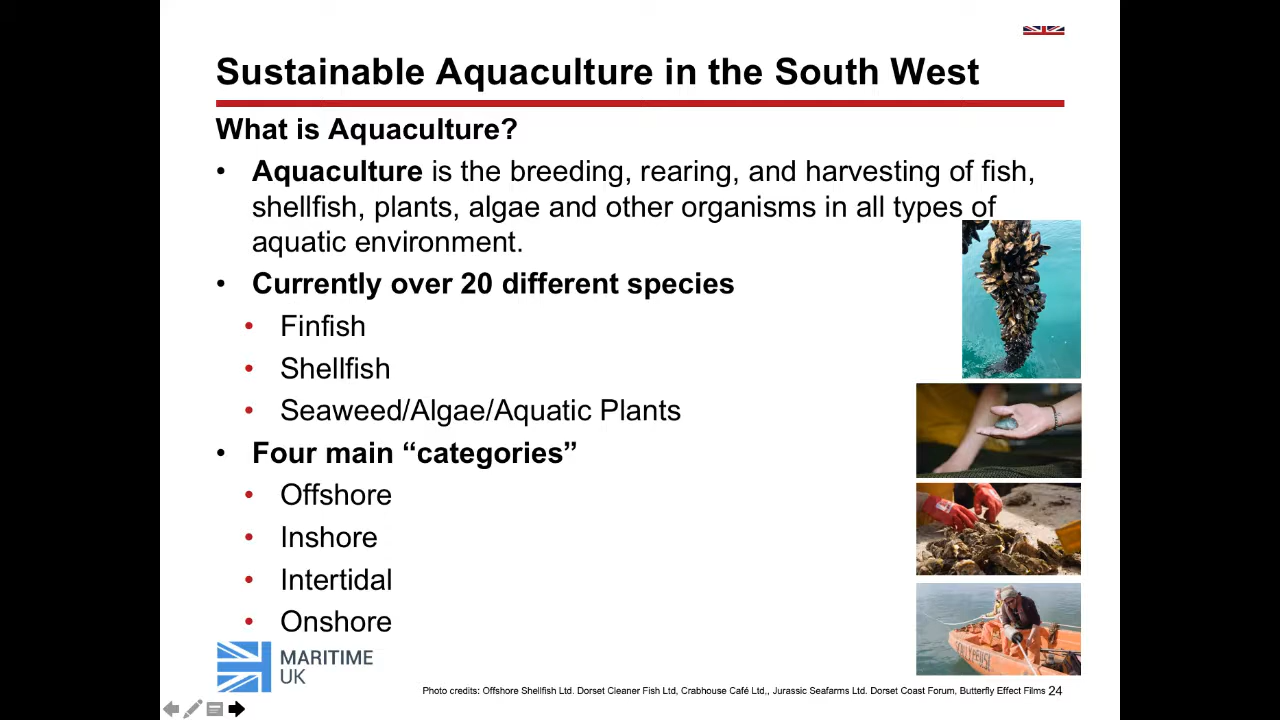 Sustainable Aquaculture in the South West
What is Aquaculture?
• Aquaculture is the breeding, rearing, and harvesting of fish,
shellfish, plants, algae and other organisms in all types of
aquatic environment.
• Currently over 20 different species
• Finfish
• Shellfish
• Seaweed/Algae/Aquatic Plants
• Four main “categories”
• Offshore
• Inshore
• Intertidal
• Onshore
MARITIME
UK
Photo credits: Offshore Shellfish Ltd. Dorset Cleaner Fish Ltd, Crabhouse Café Ltd,, Jurassic Seafarms Ltd. Dorset Coast Forum, Butterfly Effect Films 24